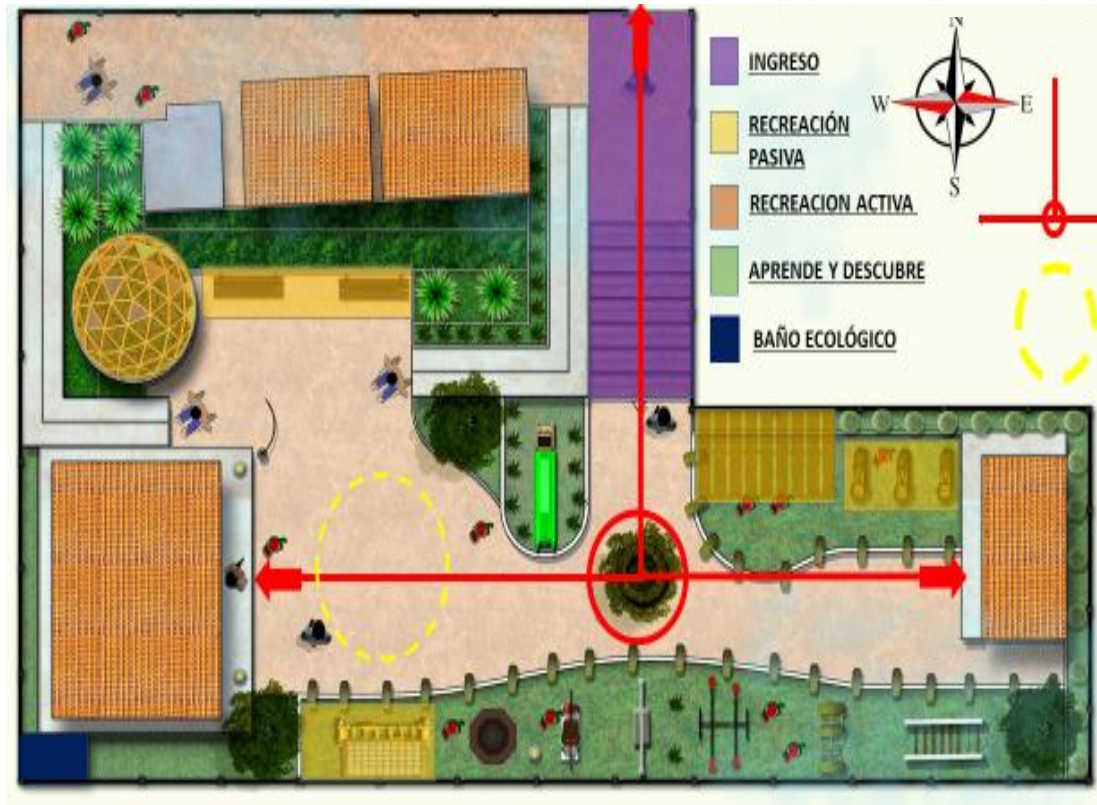 INGRESO
RECREACIÓN
PASIVA
RECREACION ACTIVA
APRENDE Y DESCUBRE
BAÑO ECOLÓGICO
N
W E
S